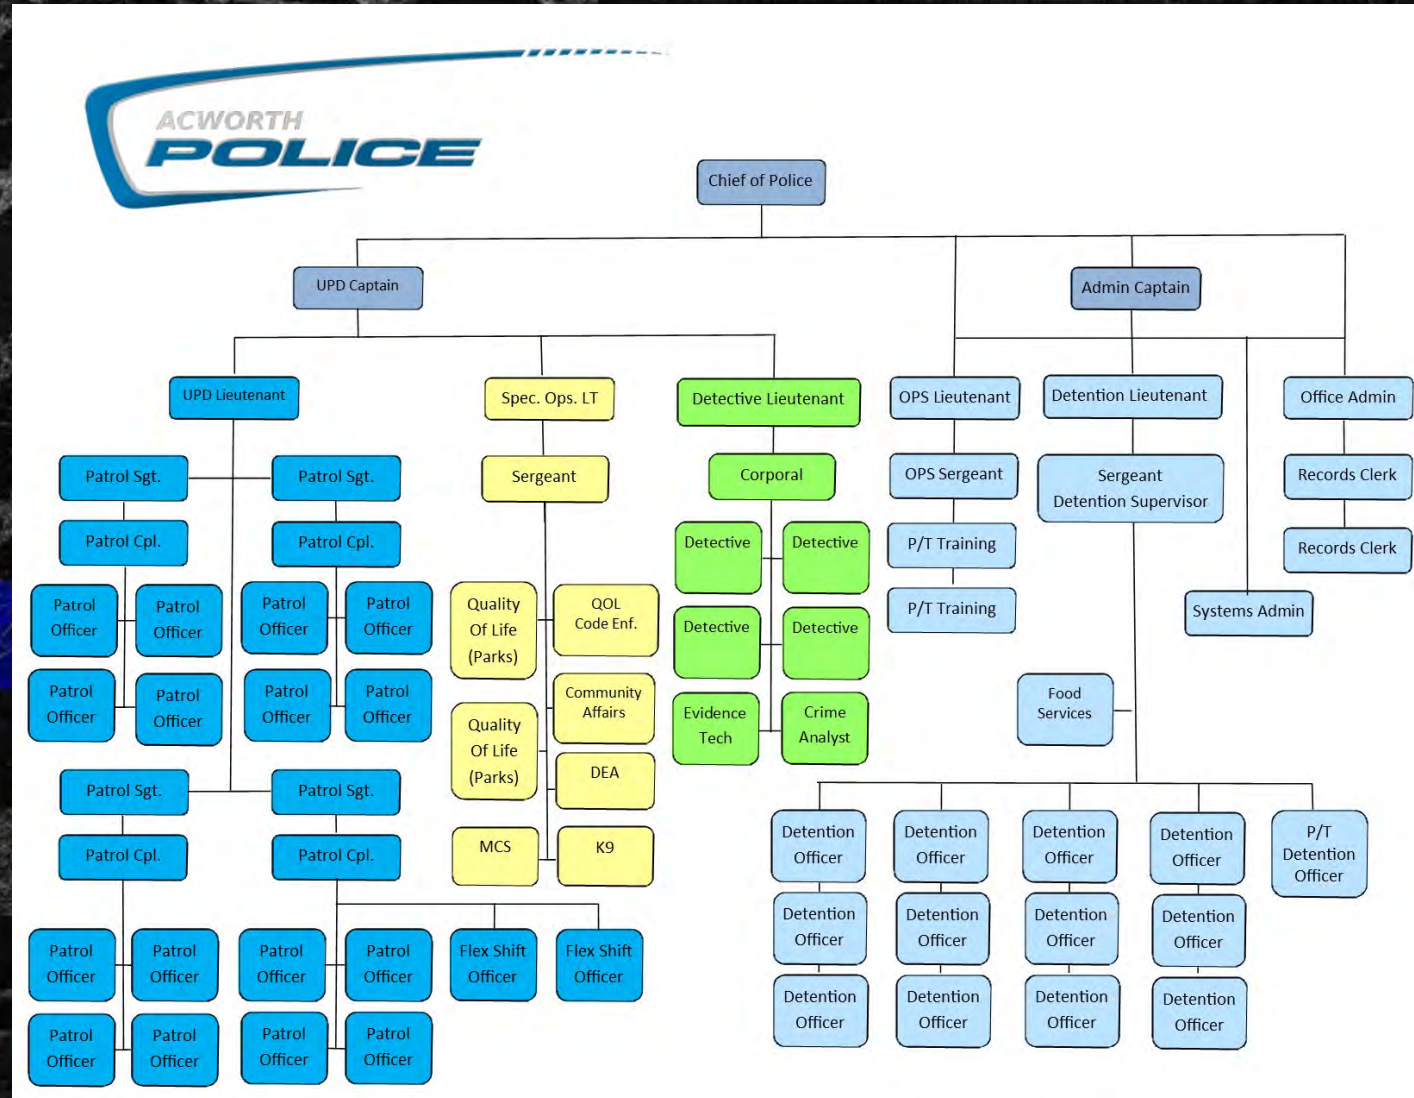 ACWORTH
POLICE
Chief of Police
UPD Captain
Admin Captain
UPD Lieutenant
Spec. Ops. LT
Detective Lieutenant
OPS Lieutenant
Detention Lieutenant
Office Admin
Patrol Sgt.
Patrol Sgt.
Sergeant
Corporal
OPS Sergeant
Sergeant
Detention Supervisor
Records Clerk
Patrol Cpl.
Patrol Cpl.
Detective
Detective
P/T Training
Records Clerk
Patrol
Officer
Patrol
Officer
Patrol
Officer
Patrol
Officer
Quality
Of Life
(Parks)
QOL
Code Enf.
Detective
Detective
P/T Training
Systems Admin
Patrol
Officer
Patrol
Officer
Patrol
Officer
Patrol
Officer
Quality
Of Life
(Parks)
Community
Affairs
Evidence
Tech
Crime
Analyst
Food
Services
Patrol Sgt.
Patrol Sgt.
DEA
Patrol Cpl.
Patrol Cpl.
MCS
K9
Detention
Officer
Detention
Officer
Detention
Officer
Detention
Officer
P/T
Detention
Officer
Patrol
Officer
Patrol
Officer
Patrol
Officer
Patrol
Officer
Flex Shift
Officer
Flex Shift
Officer
Detention
Officer
Detention
Officer
Detention
Officer
Detention
Officer
Patrol
Officer
Patrol
Officer
Patrol
Officer
Patrol
Officer
Detention
Officer
Detention
Officer
Detention
Officer
Detention
Officer